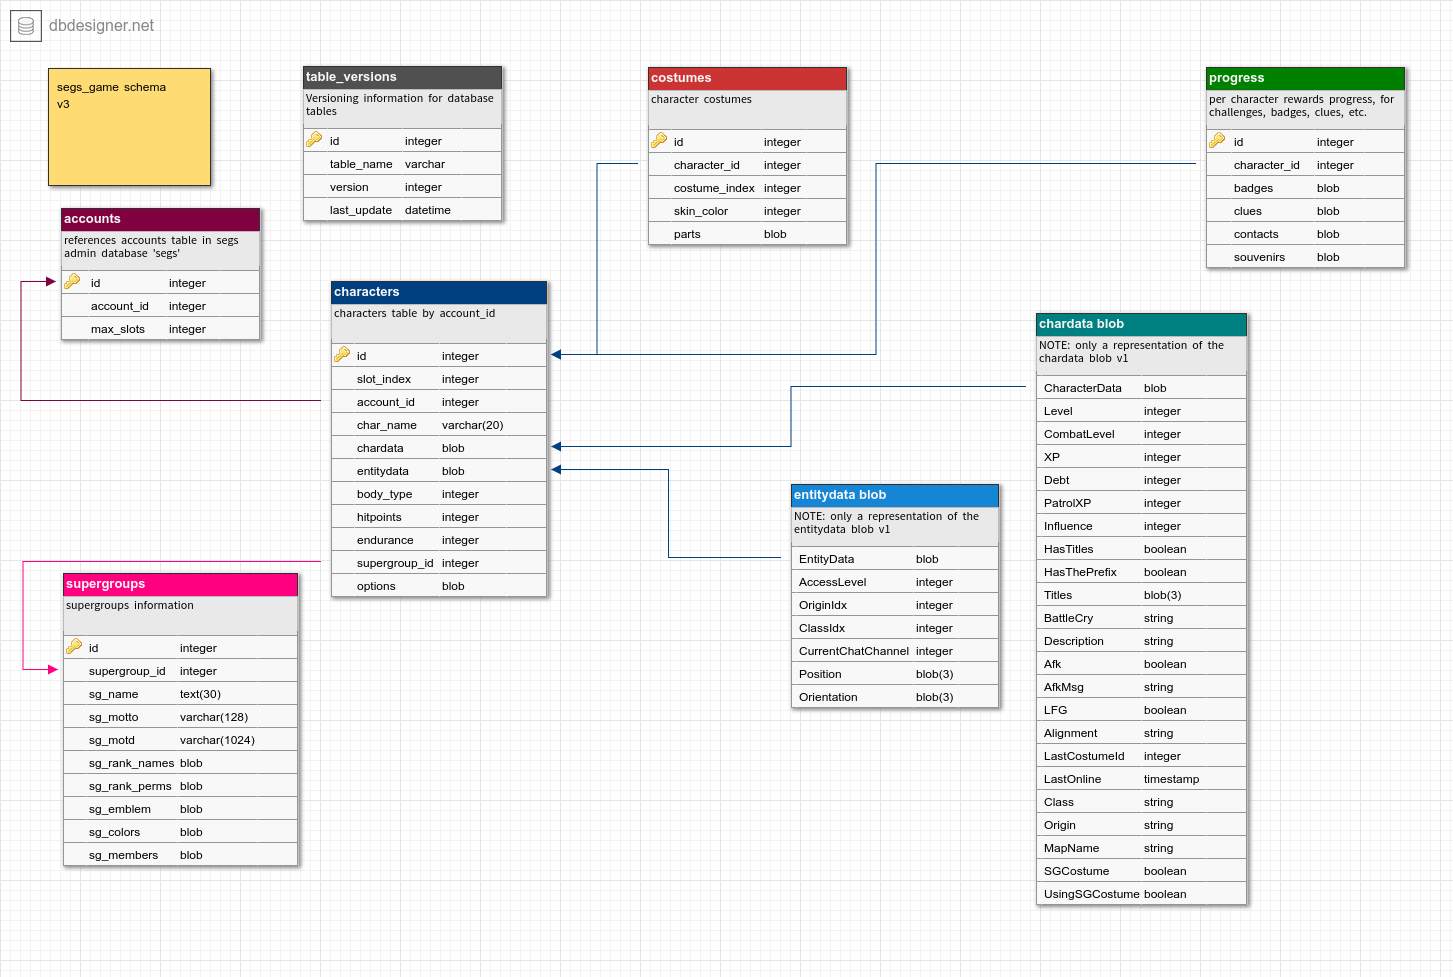 dbdesigner.net
segs_game schema
v3
table_versions
Versioning information for database
tables
id integer
table_name varchar
version integer
last_update datetime
costumes
character costumes
id integer
character_id integer
costume_index integer
skin_color integer
parts blob
progress
per character rewards progress, for
challenges, badges, clues, etc.
id integer
character_id integer
badges blob
clues blob
contacts blob
souvenirs blob
accounts
references accounts table in segs
admin database 'segs'
id integer
account_id integer
max_slots integer
characters
characters table by account_id
id integer
slot_index integer
account_id integer
char_name varchar(20)
chardata blob
entitydata blob
body_type integer
hitpoints integer
endurance integer
supergroup_id integer
options blob
chardata blob
NOTE: only a representation of the
chardata blob v1
CharacterData blob
Level integer
CombatLevel integer
XP integer
Debt integer
PatrolXP integer
Influence integer
HasTitles boolean
HasThePrefix boolean
Titles blob(3)
BattleCry string
Description string
Afk boolean
AfkMsg string
LFG boolean
Alignment string
LastCostumeId integer
LastOnline timestamp
Class string
Origin string
MapName string
SGCostume boolean
UsingSGCostume boolean
entitydata blob
NOTE: only a representation of the
entitydata blob v1
EntityData blob
AccessLevel integer
OriginIdx integer
ClassIdx integer
CurrentChatChannel integer
Position blob(3)
Orientation blob(3)
supergroups
supergroups information
id integer
supergroup_id integer
sg_name text(30)
sg_motto varchar(128)
sg_motd varchar(1024)
sg_rank_names blob
sg_rank_perms blob
sg_emblem blob
sg_colors blob
sg_members blob